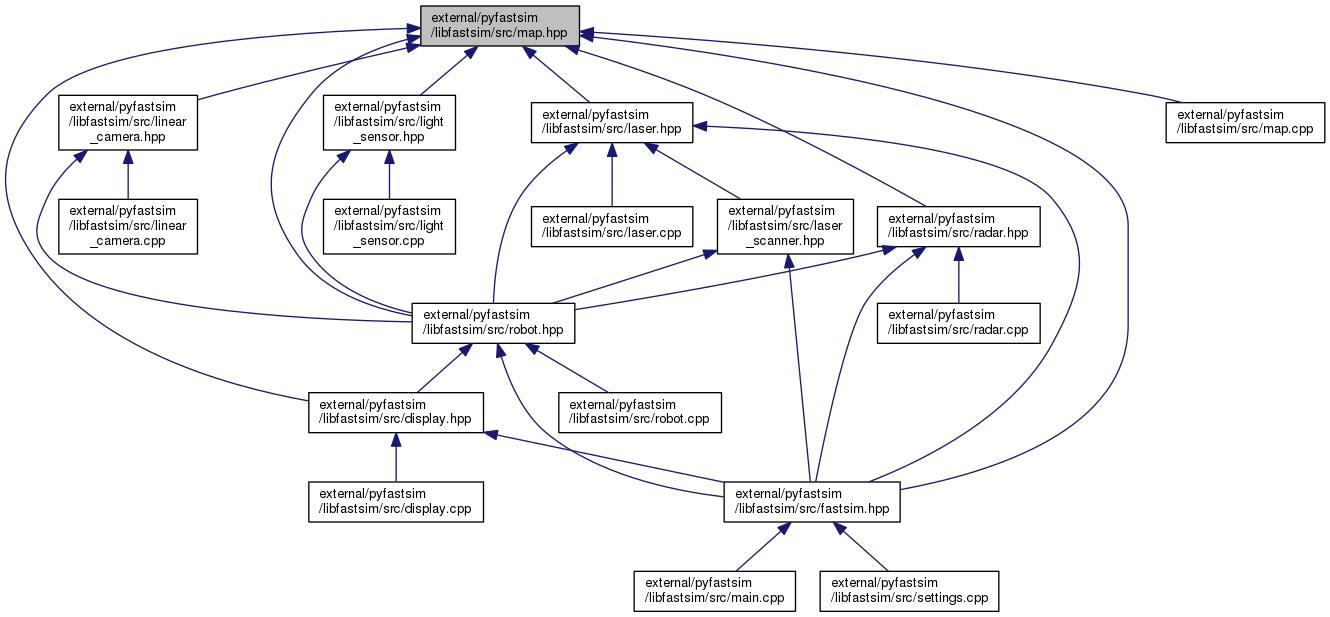 external/pyfastsim
/libfastsim/src/map.hpp
external/pyfastsim
/libfastsim/src/linear
_camera.hpp
external/pyfastsim
/libfastsim/src/light
_sensor.hpp
external/pyfastsim
/libfastsim/src/laser.hpp
external/pyfastsim
/libfastsim/src/map.cpp
external/pyfastsim
/libfastsim/src/linear
_camera.cpp
external/pyfastsim
/libfastsim/src/light
_sensor.cpp
external/pyfastsim
/libfastsim/src/laser.cpp
external/pyfastsim
/libfastsim/src/laser
_scanner.hpp
external/pyfastsim
/libfastsim/src/radar.hpp
external/pyfastsim
/libfastsim/src/robot.hpp
external/pyfastsim
/libfastsim/src/radar.cpp
external/pyfastsim
/libfastsim/src/display.hpp
external/pyfastsim
/libfastsim/src/robot.cpp
external/pyfastsim
/libfastsim/src/display.cpp
external/pyfastsim
/libfastsim/src/fastsim.hpp
external/pyfastsim
/libfastsim/src/main.cpp
external/pyfastsim
/libfastsim/src/settings.cpp